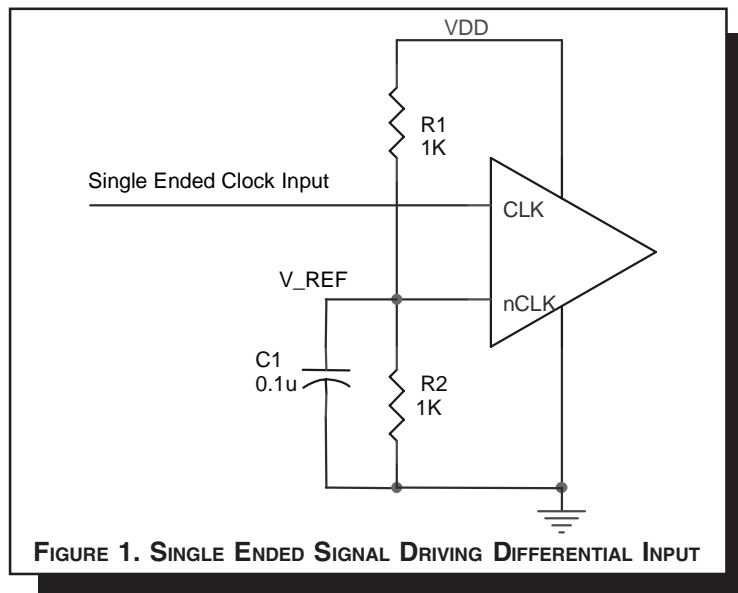 VDD
R1
1K
Single Ended Clock Input
CLK
V_REF
nCLK
C1
0.1u
R2
1K
FIGURE 1. SINGLE ENDED SIGNAL DRIVING DIFFERENTIAL INPUT